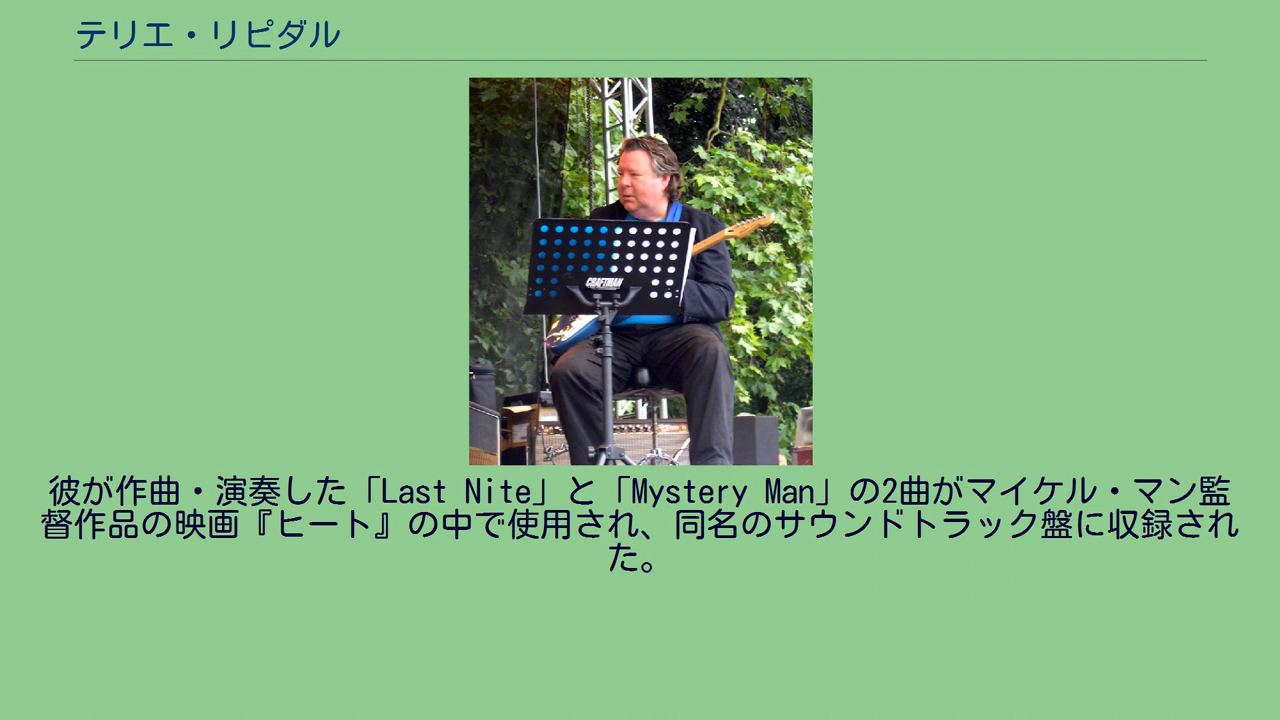 テリエ・リピダル
CRAFTMAN
彼が作曲・演奏した「Last Nite」と「Mystery Man」の2曲がマイケル・マン監
督作品の映画『ヒート』の中で使用され、同名のサウンドトラック盤に収録され
た。